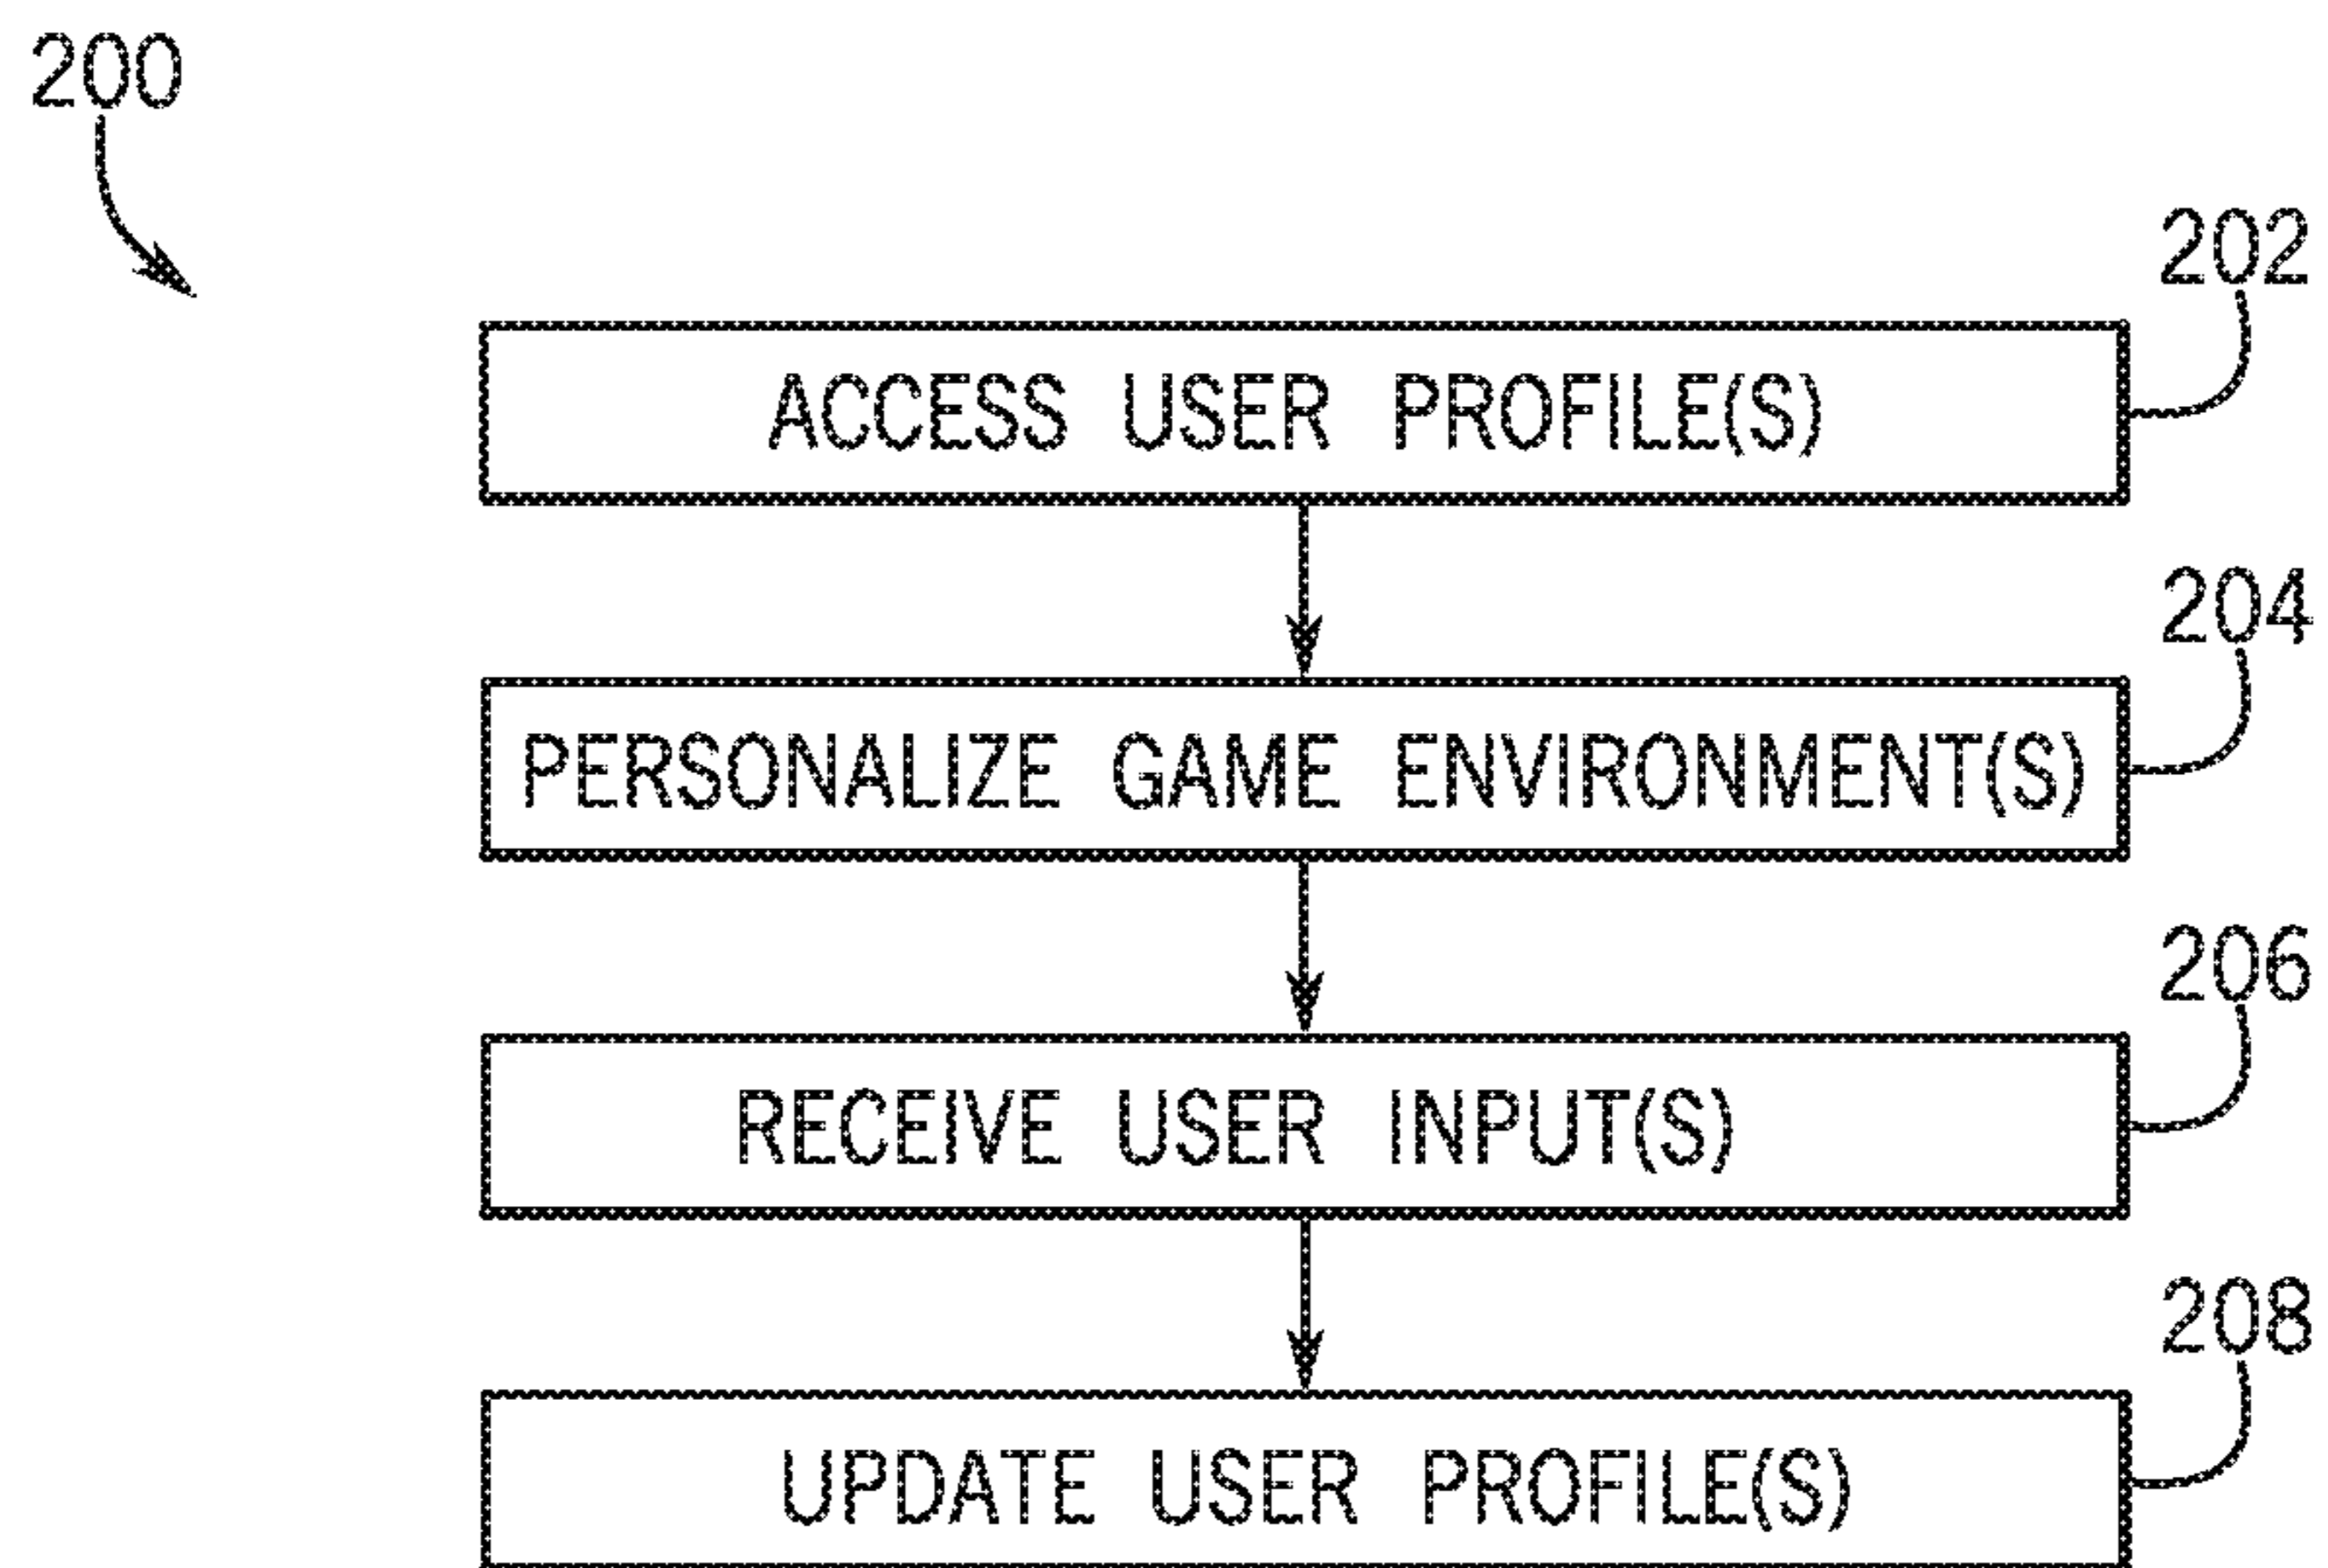 200
202
ACCESS USER PROFILE(S)
204
PERSONALIZE GAME ENVIRONMENT(S)
206
RECEIVE USER INPUT(S)
208
UPDATE USER PROFILE(S)